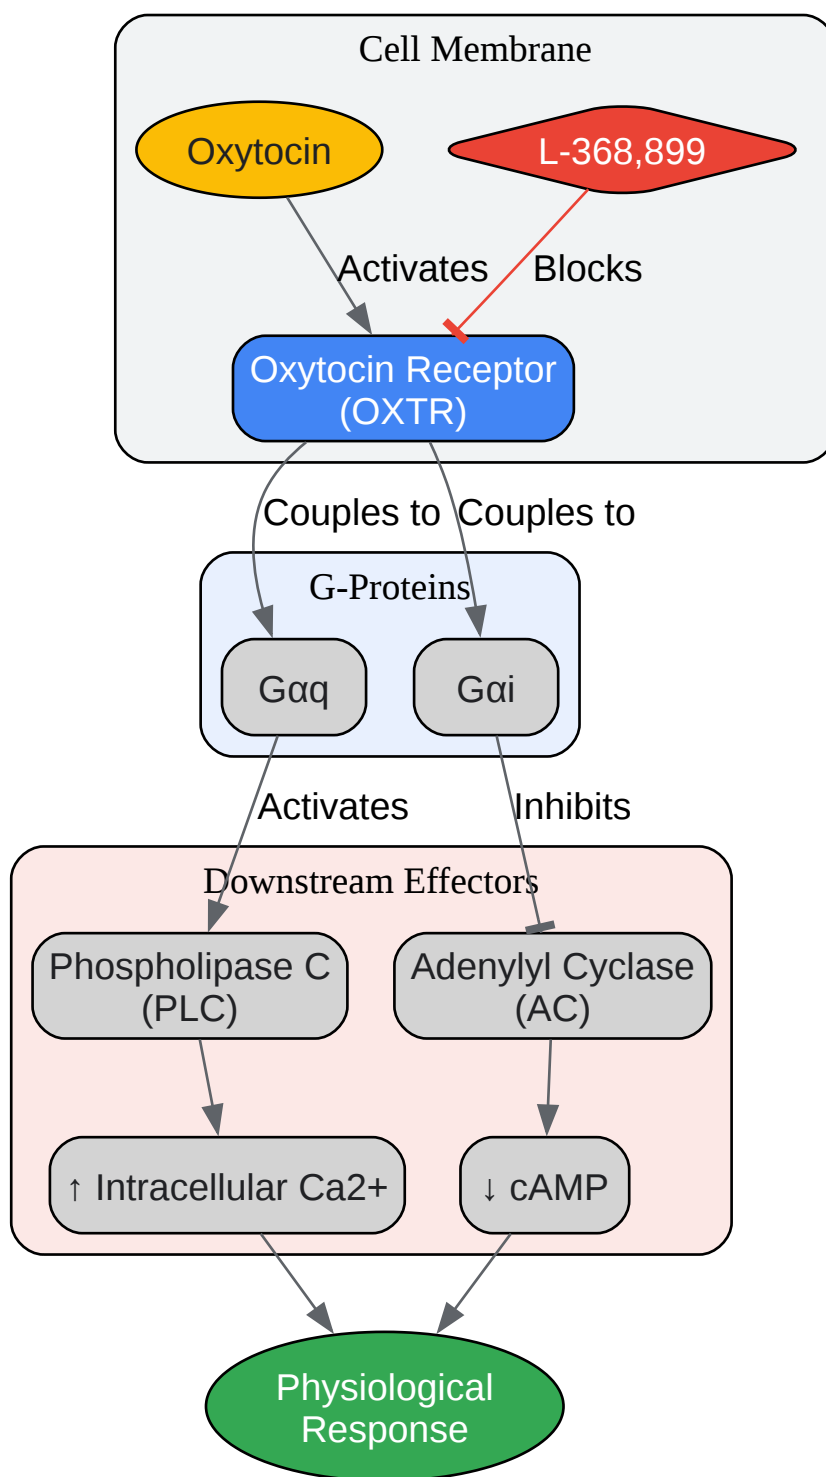 Cell Membrane
Oxytocin
L-368,899
Activates
Blocks
Oxytocin Receptor
(OXTR)
Couples to
Couples to
G-Proteins
Gαq
Gαi
Activates
Inhibits
Downstream Effectors
Phospholipase C
(PLC)
Adenylyl Cyclase
(AC)
↑ Intracellular Ca2+
↓ cAMP
Physiological
Response